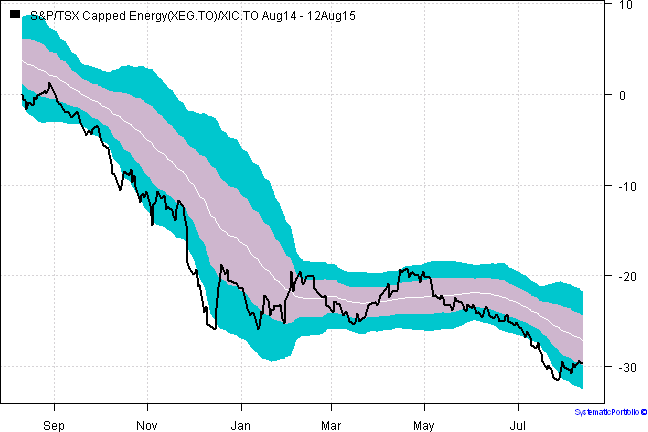 S&P/TSX Capped Energy(XEG.TO)/XIC.TO Aug14 - 12Aug15
10
0
-10
-20
-30
Sep Nov Jan Mar May Jul
SystematicPortfolio ©